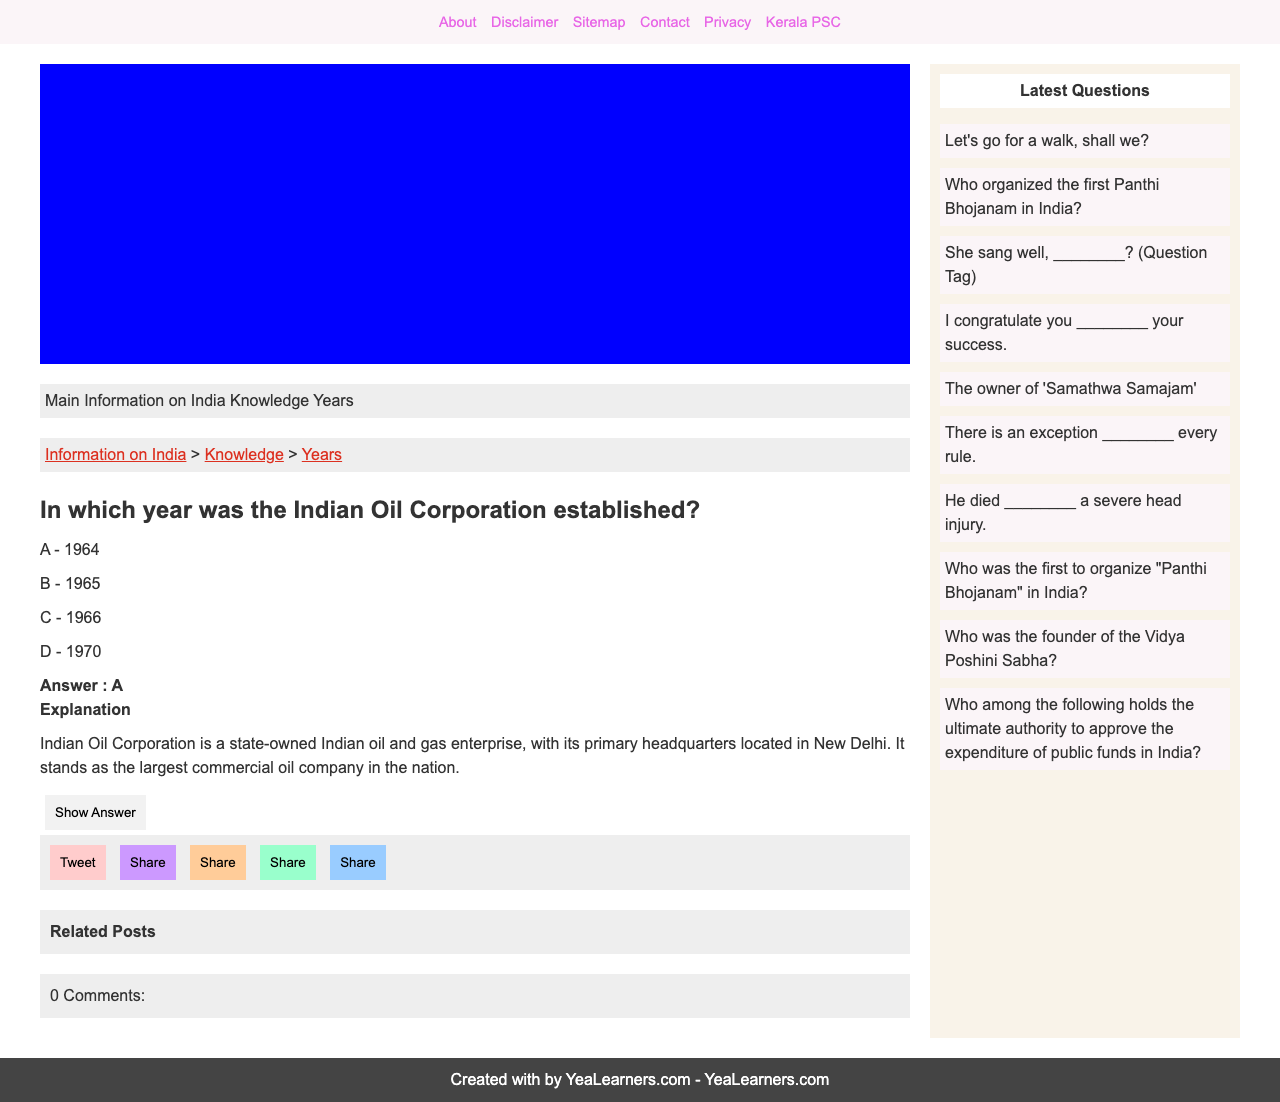 About Disclaimer Sitemap Contact Privacy Kerala PSC
Main Information on India Knowledge Years
Information on India > Knowledge > Years
In which year was the Indian Oil Corporation established?
A - 1964
B - 1965
C - 1966
D - 1970
Answer : A
Explanation
Indian Oil Corporation is a state-owned Indian oil and gas enterprise, with its primary headquarters located in New Delhi. It
stands as the largest commercial oil company in the nation.
Show Answer
Tweet Share Share Share Share
Related Posts
0 Comments:
Latest Questions
Let's go for a walk, shall we?
Who organized the first Panthi
Bhojanam in India?
She sang well, ________? (Question
Tag)
I congratulate you ________ your
success.
The owner of 'Samathwa Samajam'
There is an exception ________ every
rule.
He died ________ a severe head
injury.
Who was the first to organize "Panthi
Bhojanam" in India?
Who was the founder of the Vidya
Poshini Sabha?
Who among the following holds the
ultimate authority to approve the
expenditure of public funds in India?
Created with by YeaLearners.com - YeaLearners.com